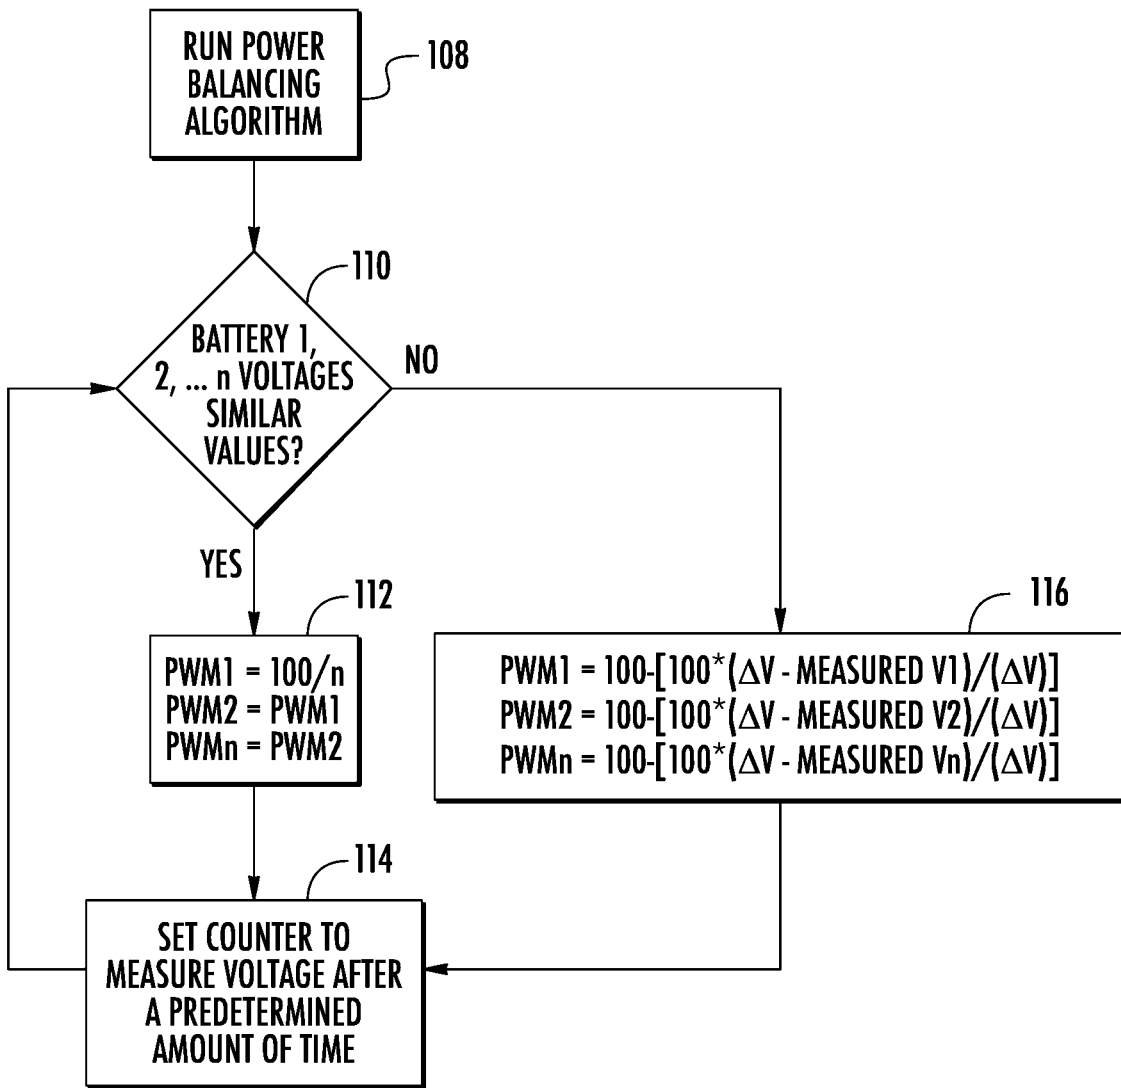 RUN POWER
BALANCING
ALGORITHM
108
110
BATTERY 1,
2, ... n VOLTAGES
SIMILAR
VALUES?
NO
YES
112
PWM1 = 100/n
PWM2 = PWM1
PWMn = PWM2
116
PWM1 = 100-[100*(ΔV - MEASURED V1)/(ΔV)]
PWM2 = 100-[100*(ΔV - MEASURED V2)/(ΔV)]
PWMn = 100-[100*(ΔV - MEASURED Vn)/(ΔV)]
114
SET COUNTER TO
MEASURE VOLTAGE AFTER
A PREDETERMINED
AMOUNT OF TIME